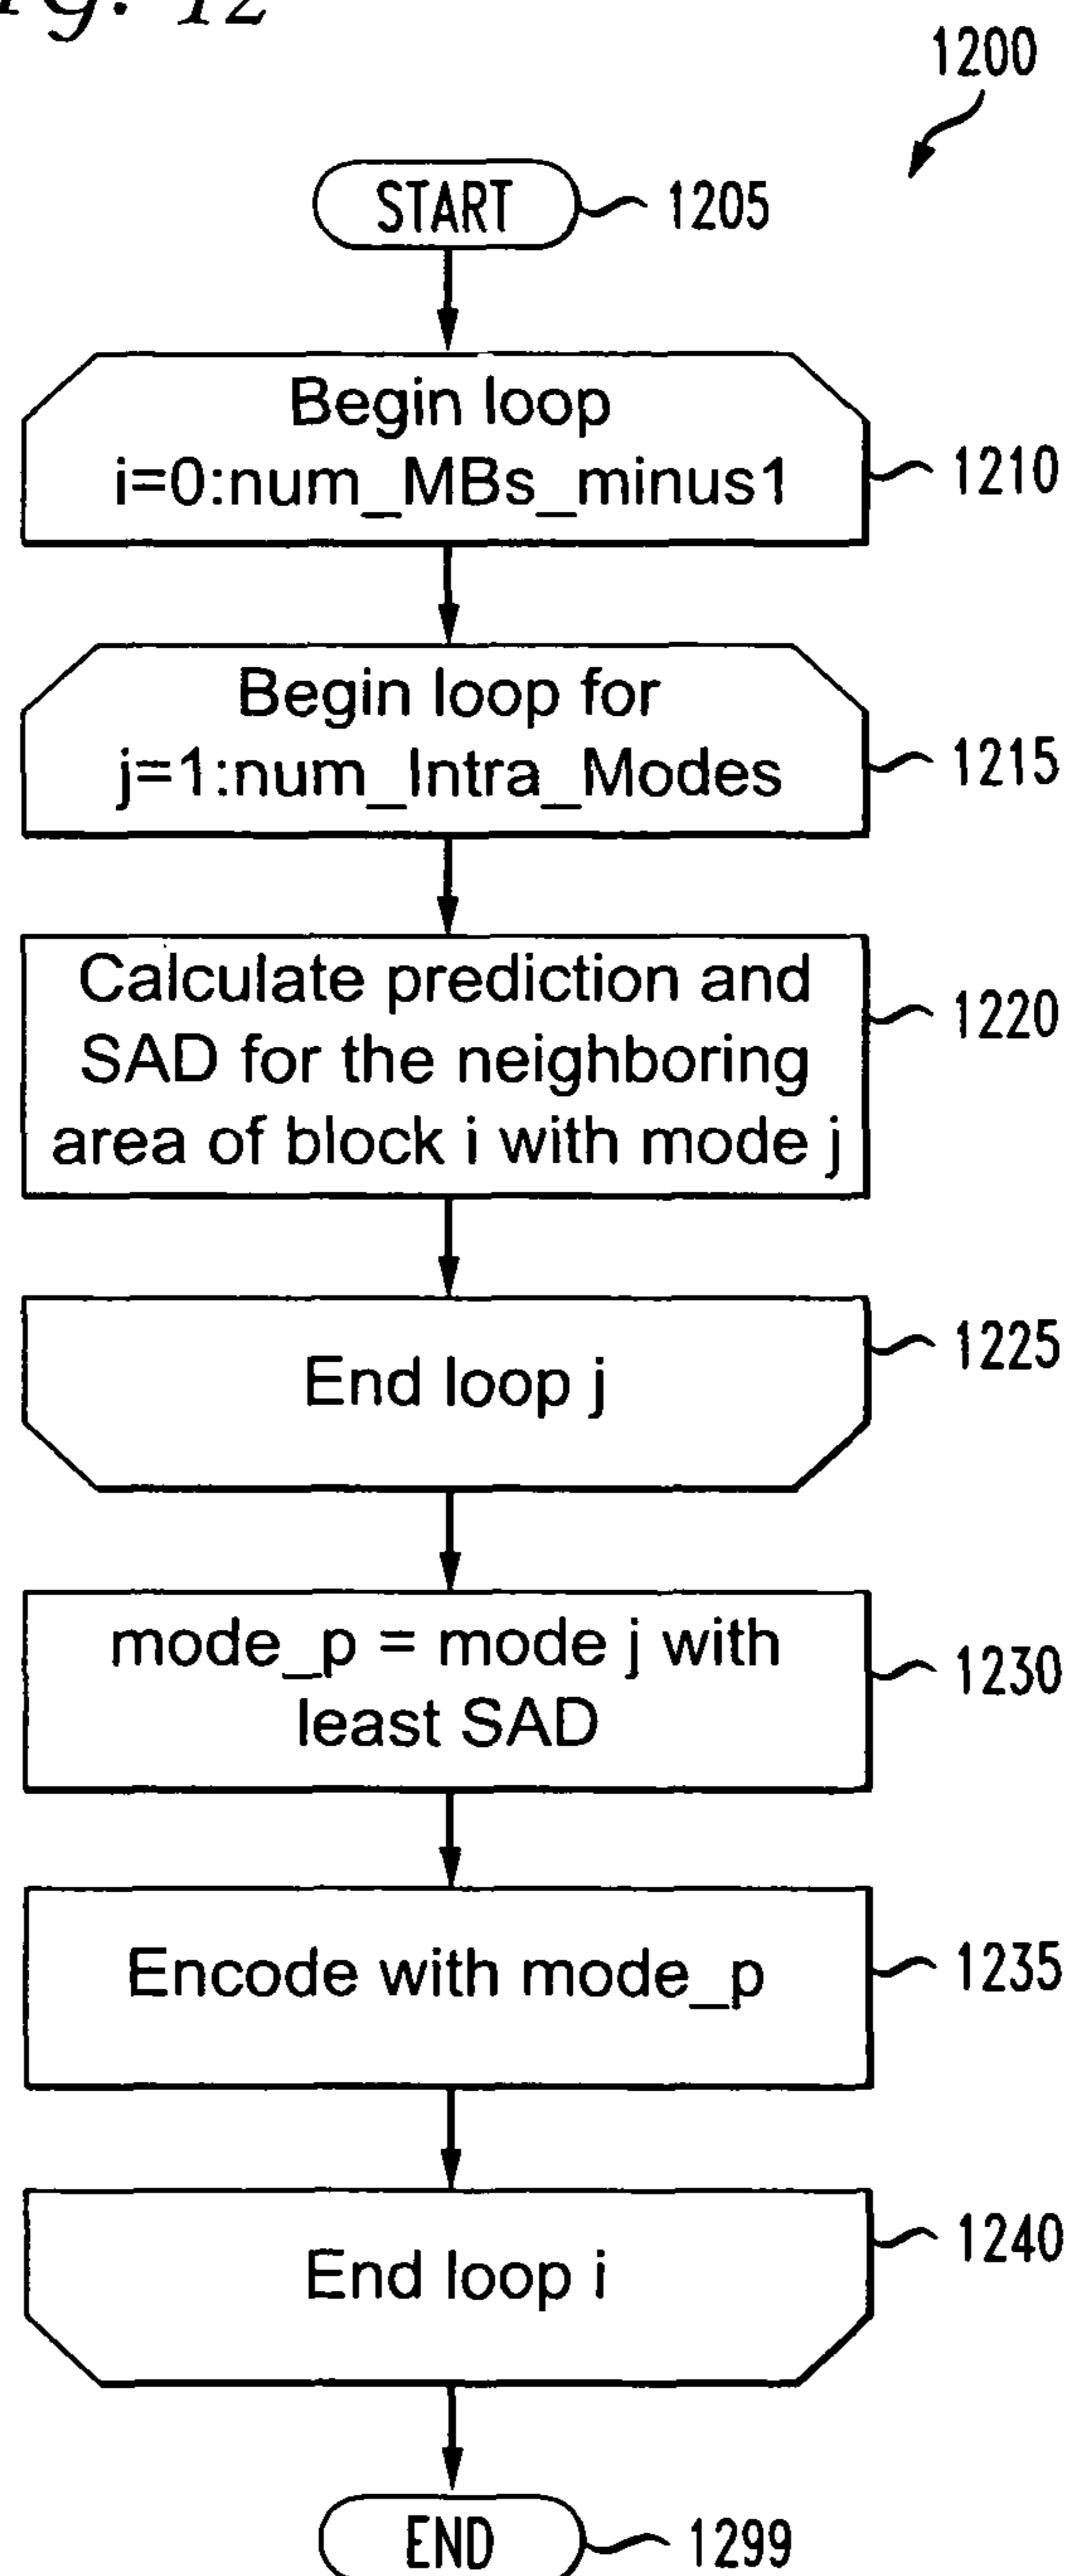 Fig. 12
1200
START
1205
Begin loop
i=0:num_MBs_minus1
1210
Begin loop for
j=1:num_Intra_Modes
1215
Calculate prediction and
SAD for the neighboring
area of block i with mode j
1220
End loop j
1225
mode_p = mode j with
least SAD
1230
Encode with mode_p
1235
End loop i
1240
END
1299